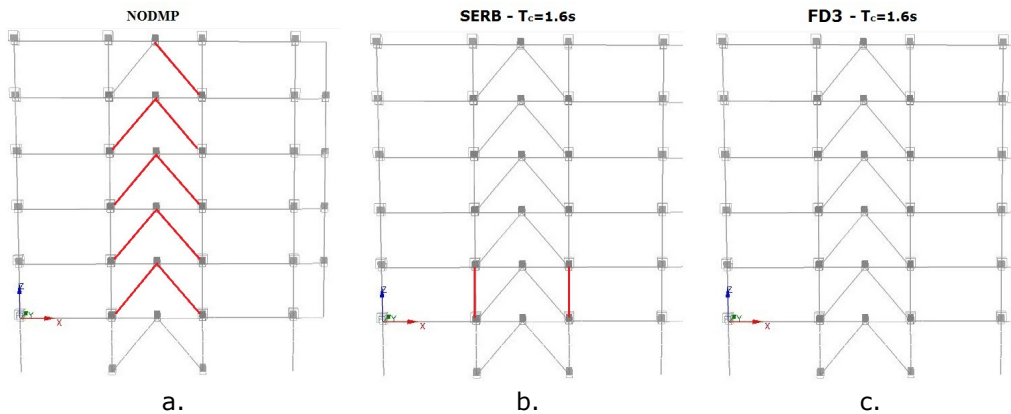 NODMP
SERB - Tc=1.6s
FD3 - Tc=1.6s
Z
Y
X
Z
Y
X
Z
Y
X
a.
b.
c.